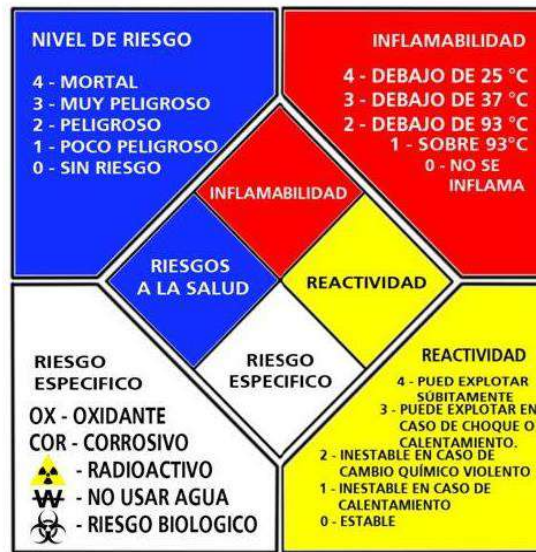 NIVEL DE RIESGO
4 - MORTAL
3 - MUY PELIGROSO
2 - PELIGROSO
1 - POCO PELIGROSO
0 - SIN RIESGO
INFLAMABILIDAD
4 - DEBAJO DE 25 °C
3 - DEBAJO DE 37 °C
2 - DEBAJO DE 93 °C
1 - SOBRE 93°C
0 - NO SE
INFLAMA
INFLAMABILIDAD
RIESGOS
A LA SALUD
REACTIVIDAD
RIESGO
ESPECIFICO
RIESGO
ESPECIFICO
OX - OXIDANTE
COR - CORROSIVO
- RADIOACTIVO
W - NO USAR AGUA
- RIESGO BIOLOGICO
REACTIVIDAD
4 - PUED EXPLOTAR
SÚBITAMENTE
3 - PUEDE EXPLOTAR EN
CASO DE CHOQUE O
CALENTAMIENTO.
2 - INESTABLE EN CASO DE
CAMBIO QUÍMICO VIOLENTO
1 - INESTABLE EN CASO DE
CALENTAMIENTO
0 - ESTABLE